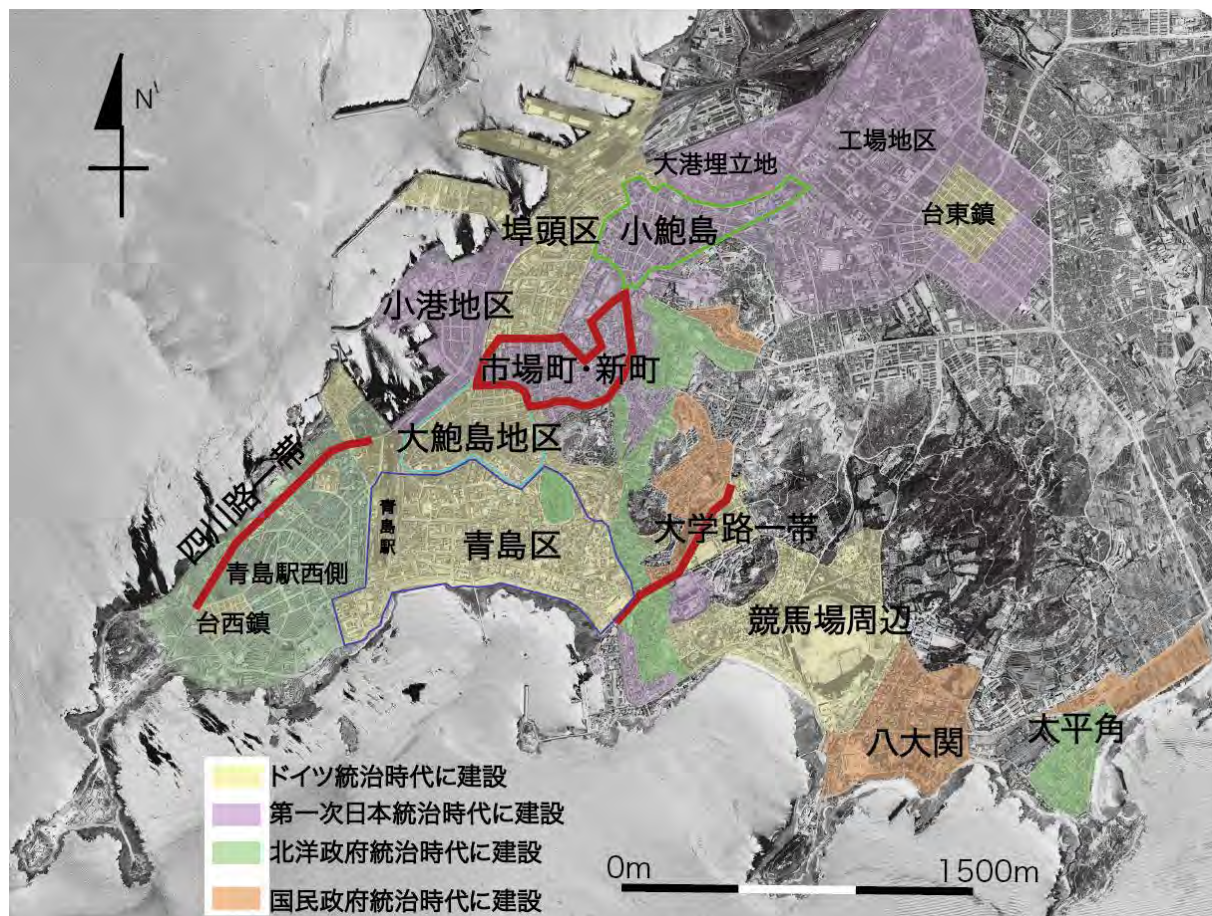 N
大港埋立地
工場地区
台東鎮
埠頭区
小鮑島
小港地区
市場町・新町
大鮑島地区
四川路一帯
青島駅
青島区
大学路一帯
青島駅西側
台西鎮
競馬場周辺
八大関
太平角
ドイツ統治時代に建設
第一次日本統治時代に建設
北洋政府統治時代に建設
国民政府統治時代に建設
0m
1500m